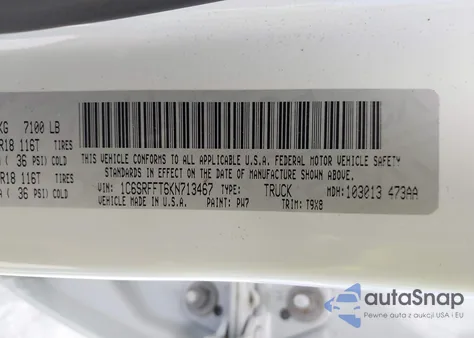 KG 7100 LB
R18 116T
A ( 36 PSI) COLD
R18 116T
A ( 36 PSI) COLD
THIS VEHICLE CONFORMS TO ALL APPLICABLE U.S.A. FEDERAL MOTOR VEHICLE SAFETY
STANDARDS IN EFFECT ON THE DATE OF MANUFACTURE SHOWN ABOVE.
VIN: 1C6SRFFT6KN713467 TYPE: TRUCK MDH: 103013 473AA
VEHICLE MADE IN U.S.A. PAINT: PW7 TRIM: T9X8
autoSnap
Pewne auta z aukcji USA i EU